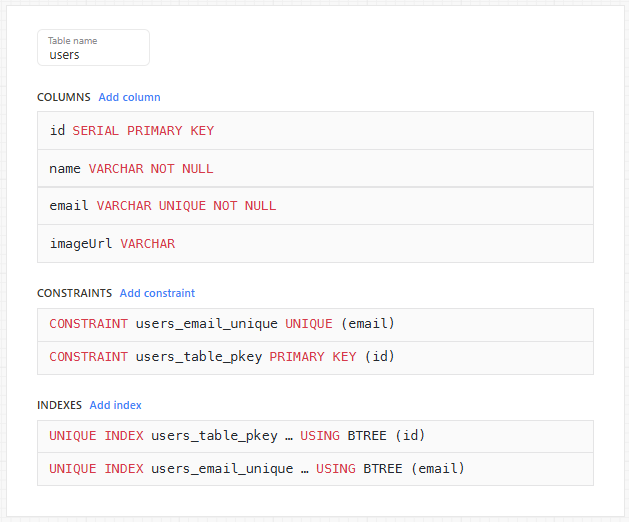 Table name
users
COLUMNS Add column
id SERIAL PRIMARY KEY
name VARCHAR NOT NULL
email VARCHAR UNIQUE NOT NULL
imageUrl VARCHAR
CONSTRAINTS Add constraint
CONSTRAINT users_email_unique UNIQUE (email)
CONSTRAINT users_table_pkey PRIMARY KEY (id)
INDEXES Add index
UNIQUE INDEX users_table_pkey … USING BTREE (id)
UNIQUE INDEX users_email_unique … USING BTREE (email)